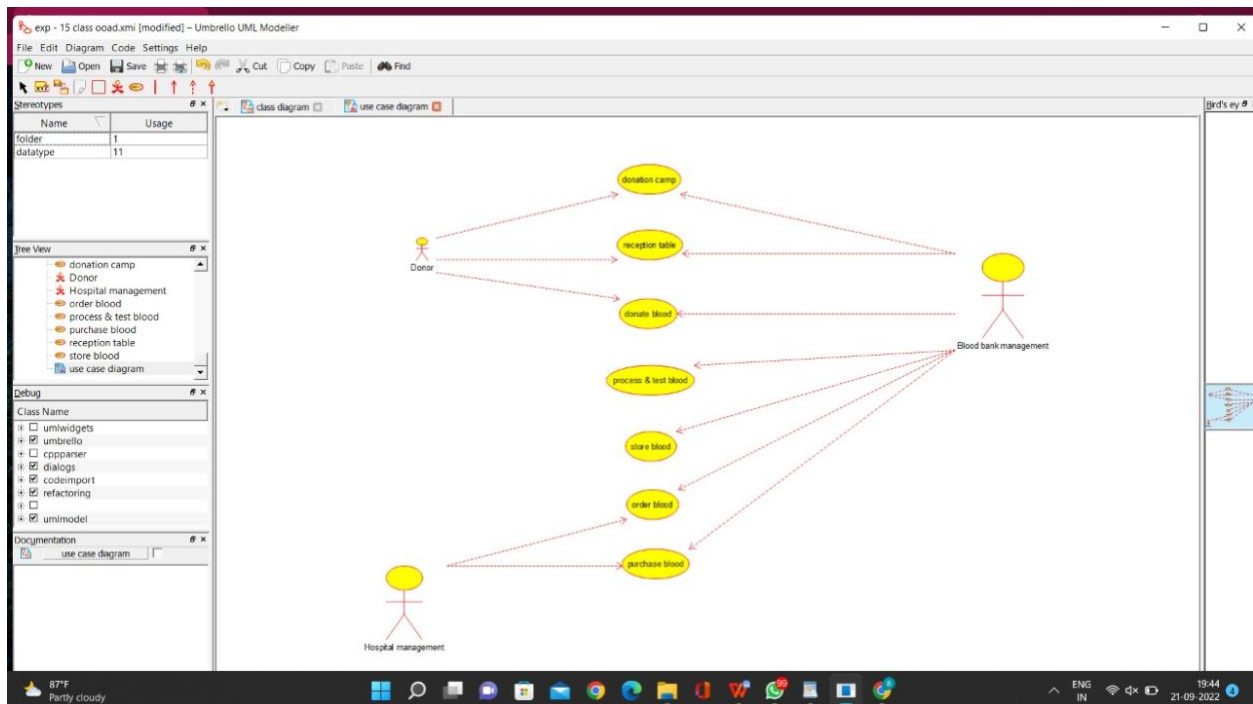 exp - 15 class ooad.xmi [modified] – Umbrello UML Modeller
File Edit Diagram Code Settings Help
New Open Save Cut Copy Paste Find
Stereotypes
Name Usage
folder 1
datatype 11
class diagram use case diagram
Bird's ey
donation camp
reception table
Donor
donate blood
Blood bank management
process & test blood
store blood
order blood
purchase blood
Hospital management
Tree View
donation camp
Donor
Hospital management
order blood
process & test blood
purchase blood
reception table
store blood
use case diagram
Debug
Class Name
umlwidgets
umbrello
cppparser
dialogs
codeimport
refactoring
umlmodel
Documentation
use case diagram
87°F
Partly cloudy
99
ENG
IN
19:44
21-09-2022
4